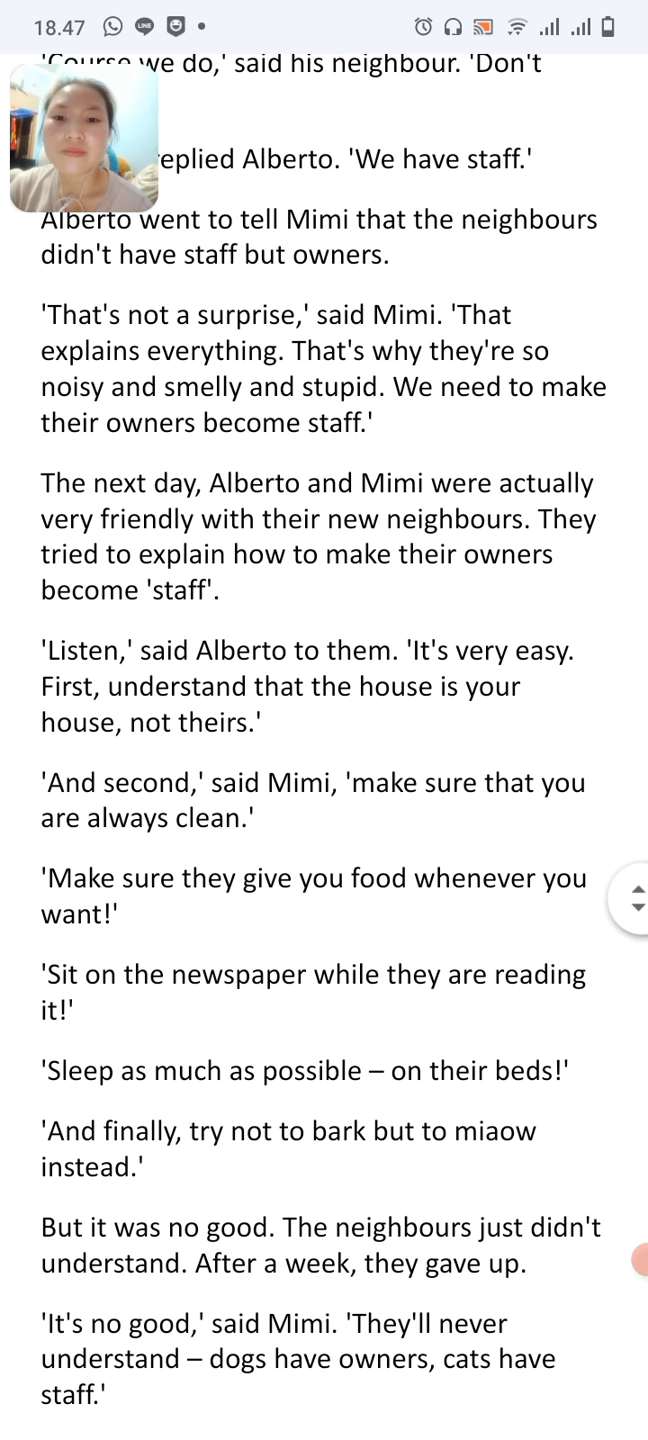 18.47
LINE
'Course we do,' said his neighbour. 'Don't
replied Alberto. 'We have staff.'
Alberto went to tell Mimi that the neighbours
didn't have staff but owners.
'That's not a surprise,' said Mimi. 'That
explains everything. That's why they're so
noisy and smelly and stupid. We need to make
their owners become staff.'
The next day, Alberto and Mimi were actually
very friendly with their new neighbours. They
tried to explain how to make their owners
become 'staff'.
'Listen,' said Alberto to them. 'It's very easy.
First, understand that the house is your
house, not theirs.'
'And second,' said Mimi, 'make sure that you
are always clean.'
'Make sure they give you food whenever you
want!'
'Sit on the newspaper while they are reading
it!'
'Sleep as much as possible – on their beds!'
'And finally, try not to bark but to miaow
instead.'
But it was no good. The neighbours just didn't
understand. After a week, they gave up.
'It's no good,' said Mimi. 'They'll never
understand – dogs have owners, cats have
staff.'